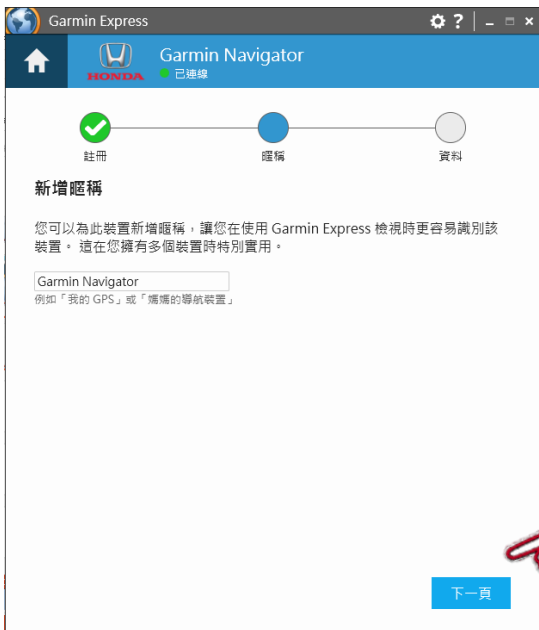 Garmin Express
?
HONDA
Garmin Navigator
已連線
註冊
暱稱
資料
新增暱稱
您可以為此裝置新增暱稱，讓您在使用 Garmin Express 檢視時更容易識別該
裝置。 這在您擁有多個裝置時特別實用。
Garmin Navigator
例如「我的 GPS」或「媽媽的導航裝置」
下一頁